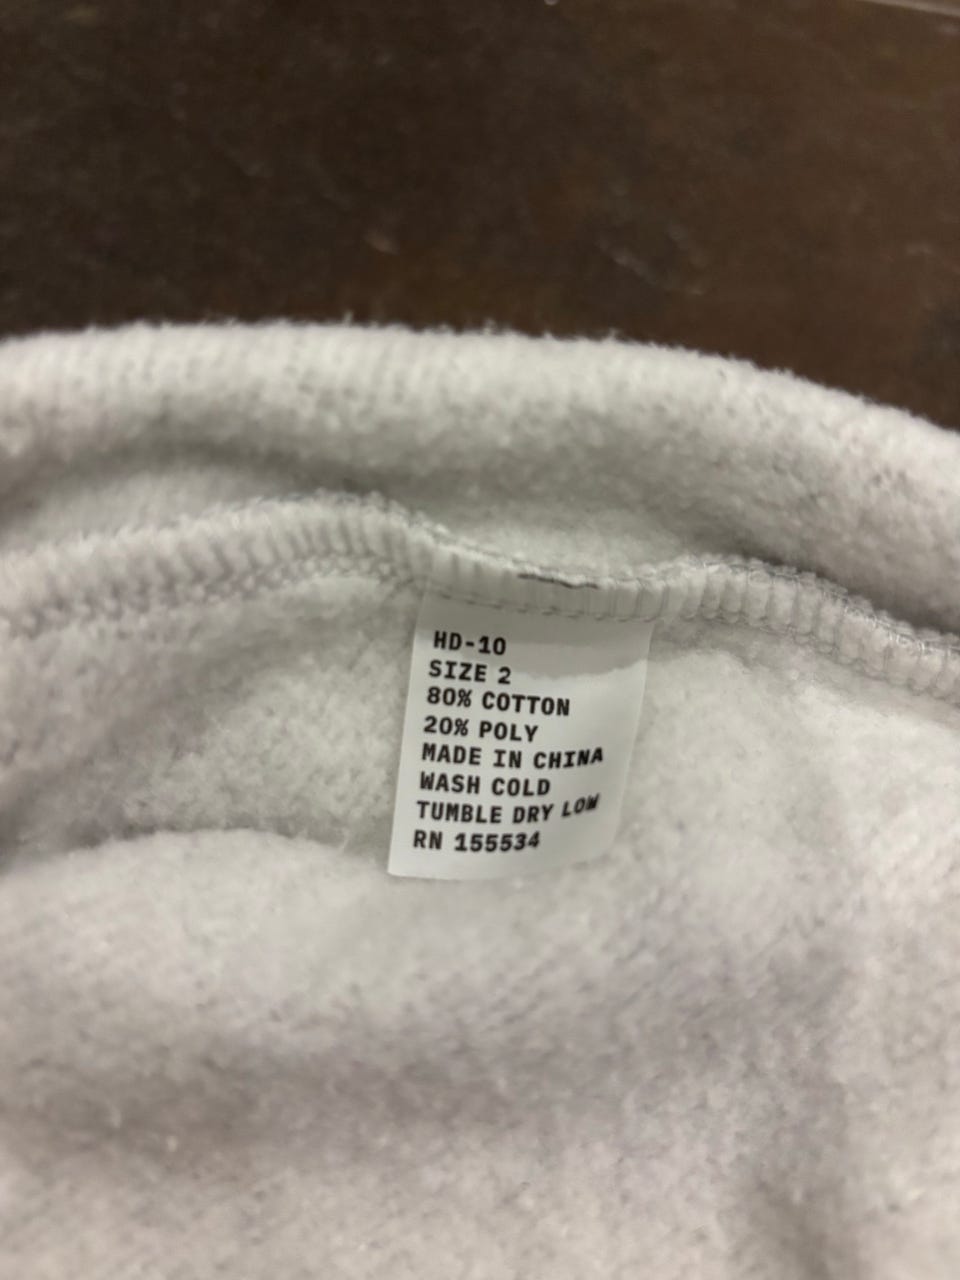 HD-10
SIZE 2
80% COTTON
20% POLY
MADE IN CHINA
WASH COLD
TUMBLE DRY LOW
RN 155534